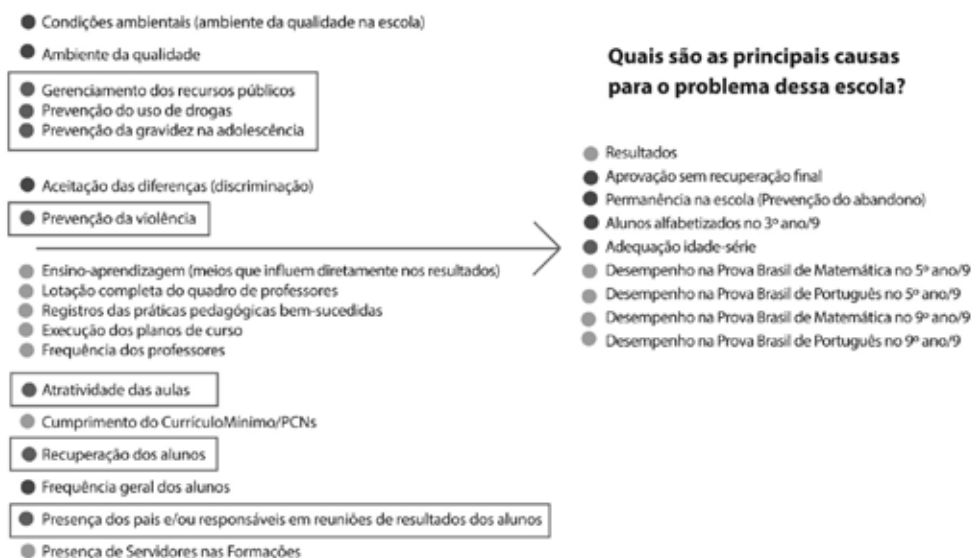 Condições ambientais (ambiente da qualidade na escola)
Ambiente da qualidade
Gerenciamento dos recursos públicos
Prevenção do uso de drogas
Prevenção da gravidez na adolescência
Aceitação das diferenças (discriminação)
Prevenção da violência
Ensino-aprendizagem (meios que influem diretamente nos resultados)
Lotação completa do quadro de professores
Registros das práticas pedagógicas bem-sucedidas
Execução dos planos de curso
Frequência dos professores
Atratividade das aulas
Cumprimento do CurrículoMínimo/PCNs
Recuperação dos alunos
Frequência geral dos alunos
Presença dos pais e/ou responsáveis em reuniões de resultados dos alunos
Presença de Servidores nas Formações
Quais são as principais causas
para o problema dessa escola?
Resultados
Aprovação sem recuperação final
Permanência na escola (Prevenção do abandono)
Alunos alfabetizados no 3º ano/9
Adequação idade-série
Desempenho na Prova Brasil de Matemática no 5º ano/9
Desempenho na Prova Brasil de Português no 5º ano/9
Desempenho na Prova Brasil de Matemática no 9º ano/9
Desempenho na Prova Brasil de Português no 9º ano/9